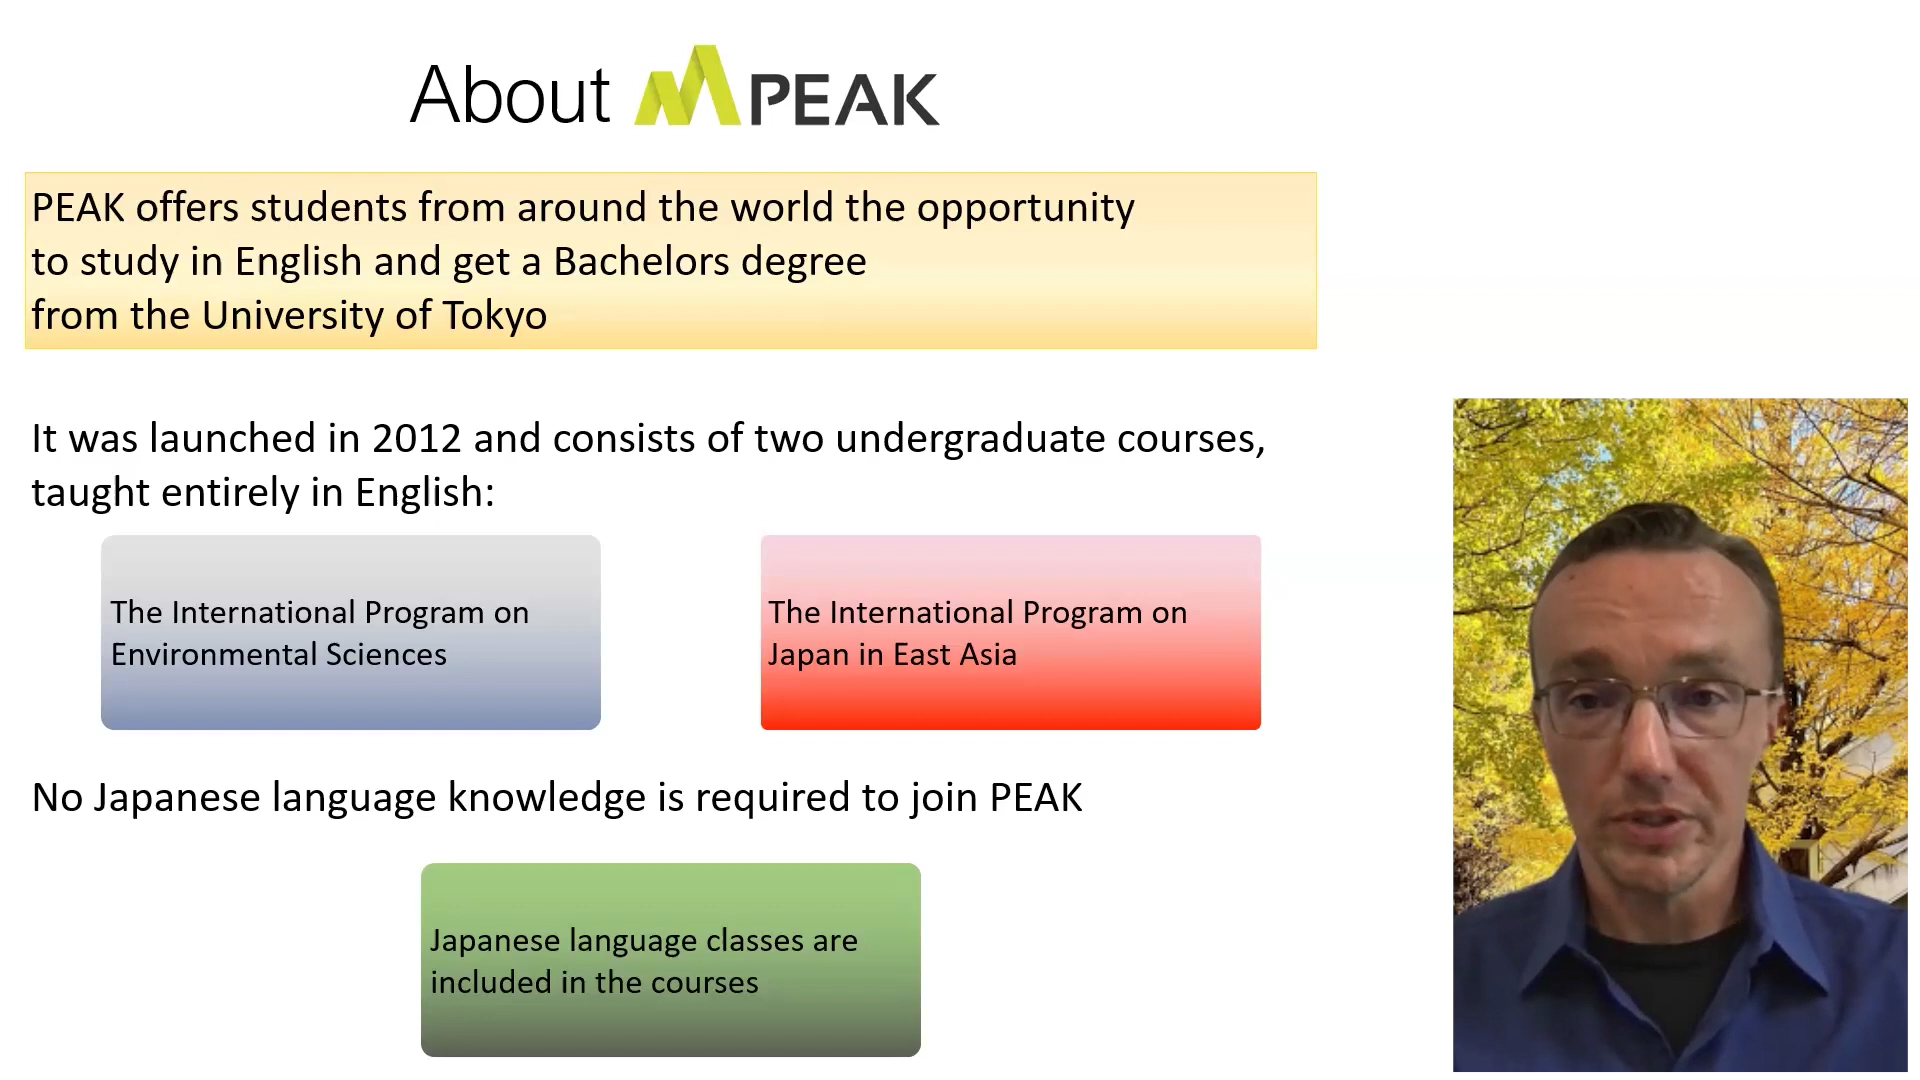 About PEAK
PEAK offers students from around the world the opportunity
to study in English and get a Bachelors degree
from the University of Tokyo
It was launched in 2012 and consists of two undergraduate courses,
taught entirely in English:
The International Program on
Environmental Sciences
The International Program on
Japan in East Asia
No Japanese language knowledge is required to join PEAK
Japanese language classes are
included in the courses